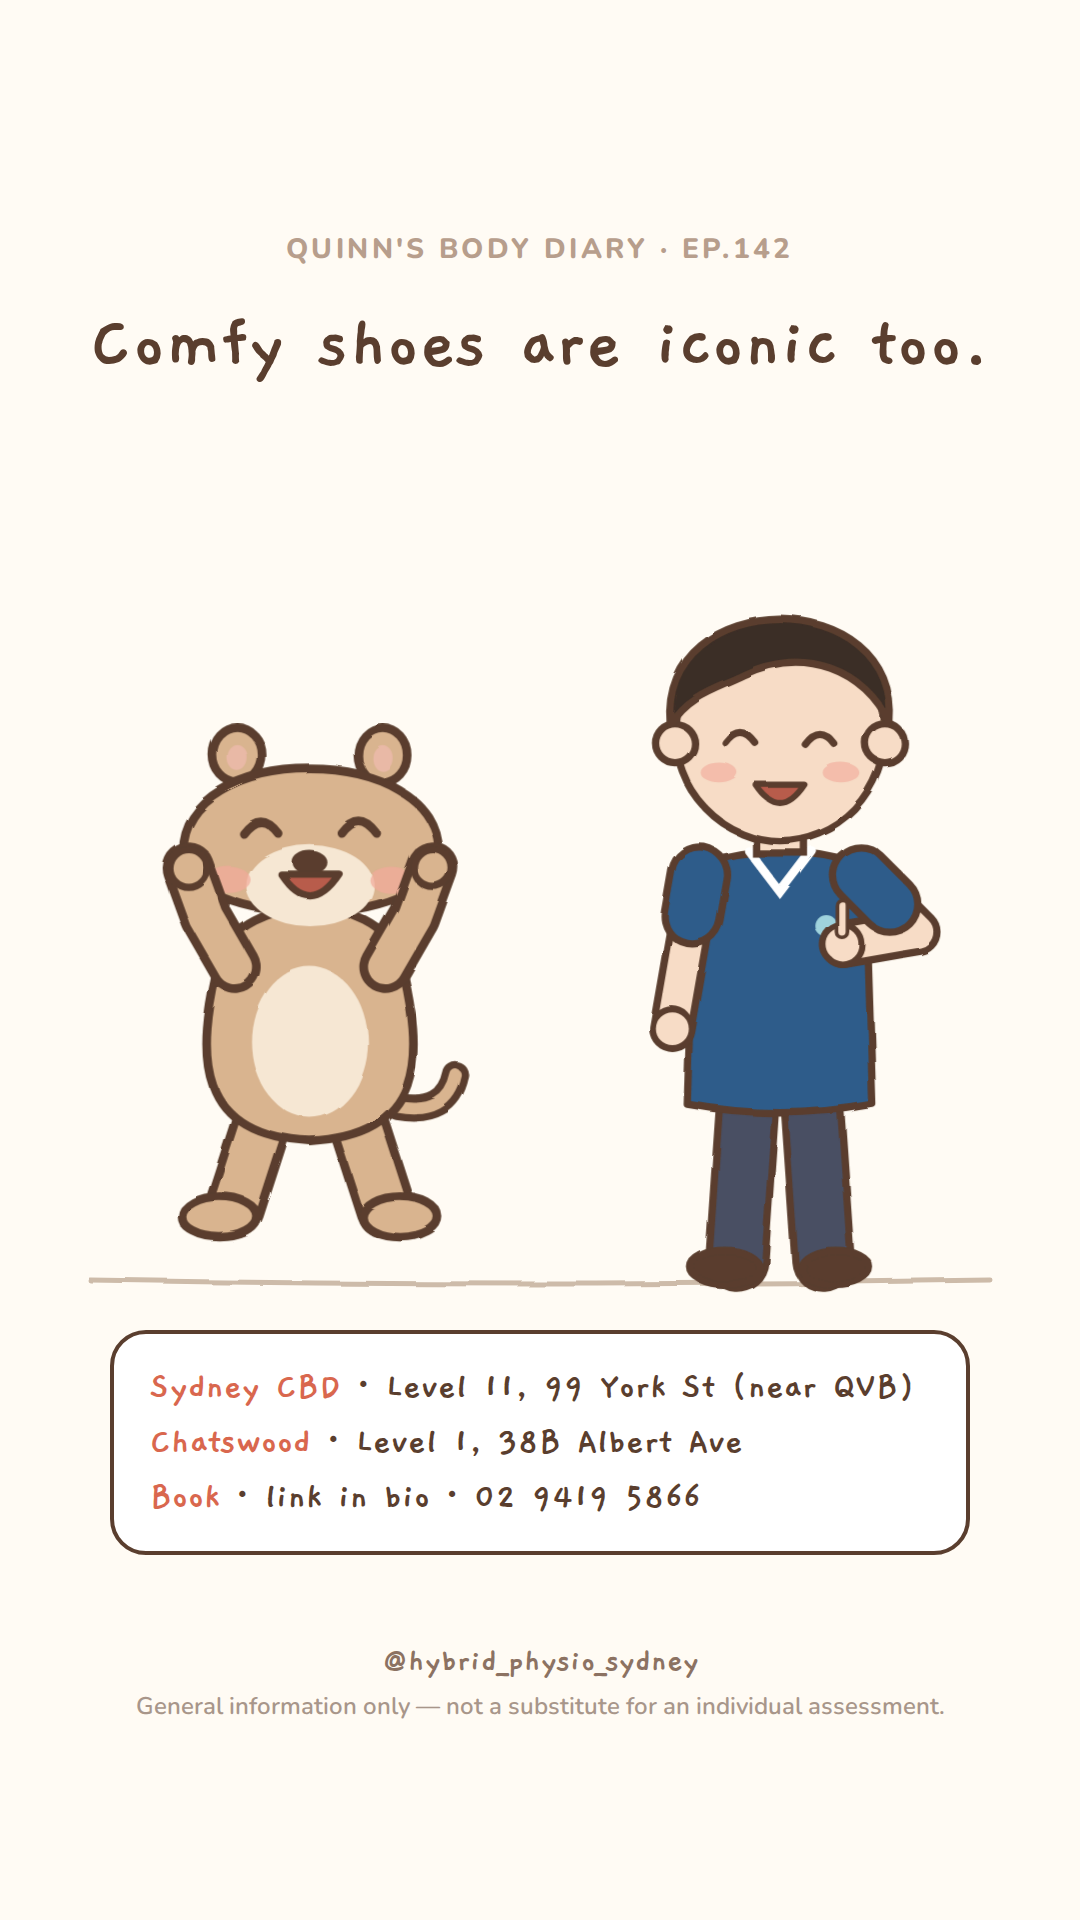 QUINN'S BODY DIARY · EP.142
Comfy shoes are iconic too.
Sydney CBD · Level 11, 99 York St (near QVB)
Chatswood · Level 1, 38B Albert Ave
Book · link in bio · 02 9419 5866
@hybrid_physio_sydney
General information only — not a substitute for an individual assessment.